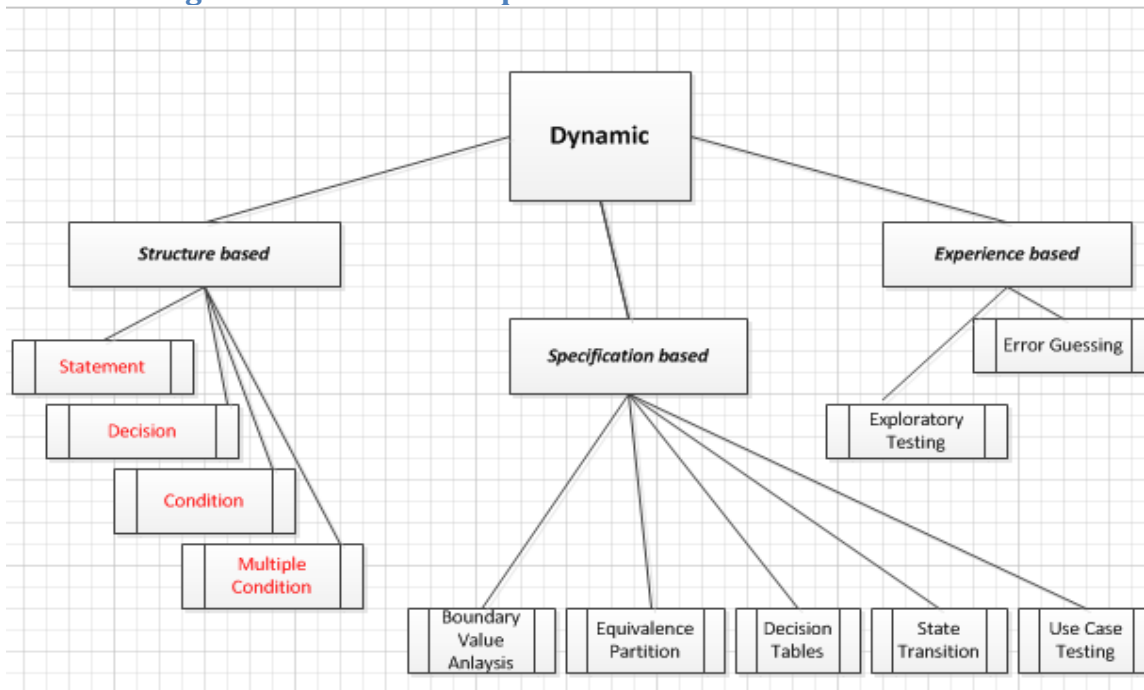 Dynamic
Structure based
Experience based
Specification based
Error Guessing
Statement
Exploratory
Testing
Decision
Condition
Multiple
Condition
Boundary
Value
Anlaysis
Equivalence
Partition
Decision
Tables
State
Transition
Use Case
Testing